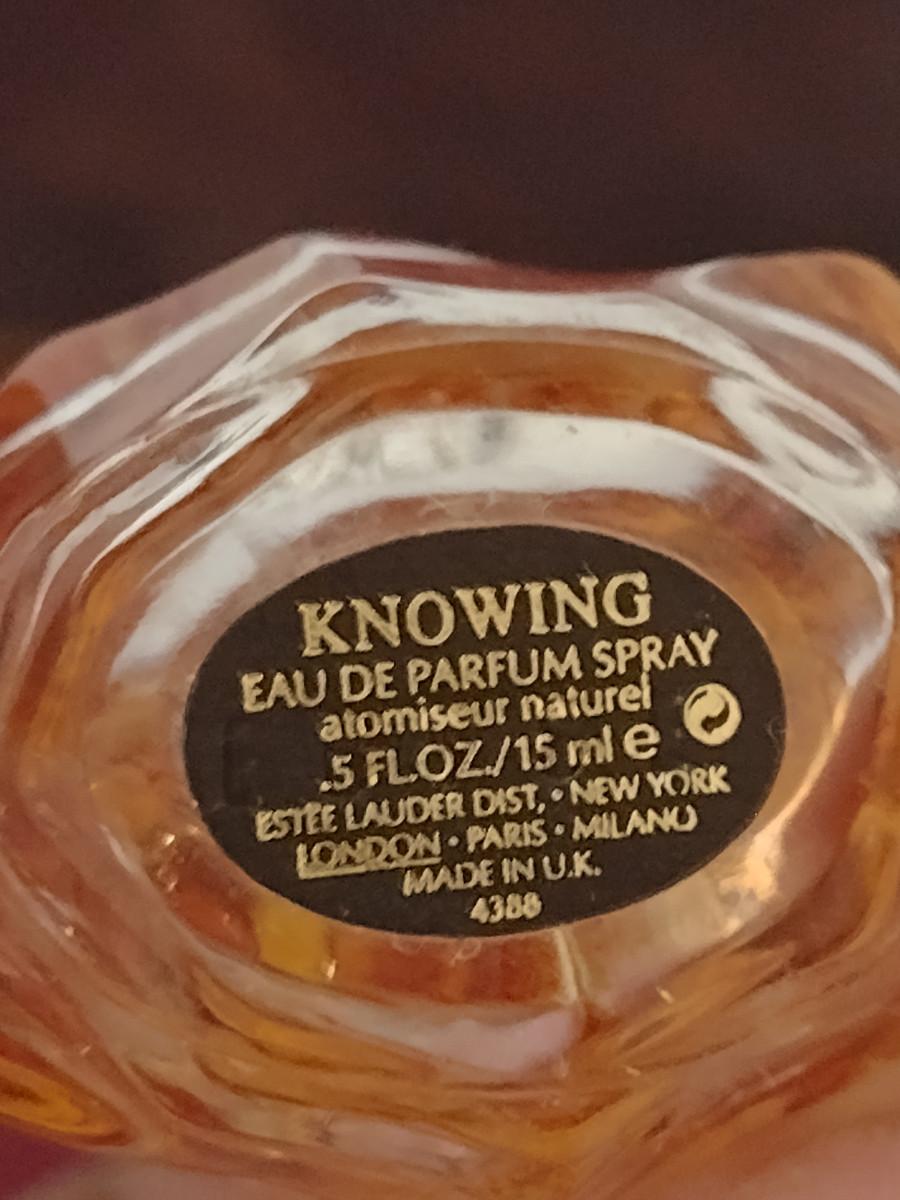 KNOWING
EAU DE PARFUM SPRAY
atomiseur naturel
.5 FL.OZ./15 ml e
ESTĒE LAUDER DIST, • NEW YORK
LONDON • PARIS • MILANO
MADE IN U.K.
4388